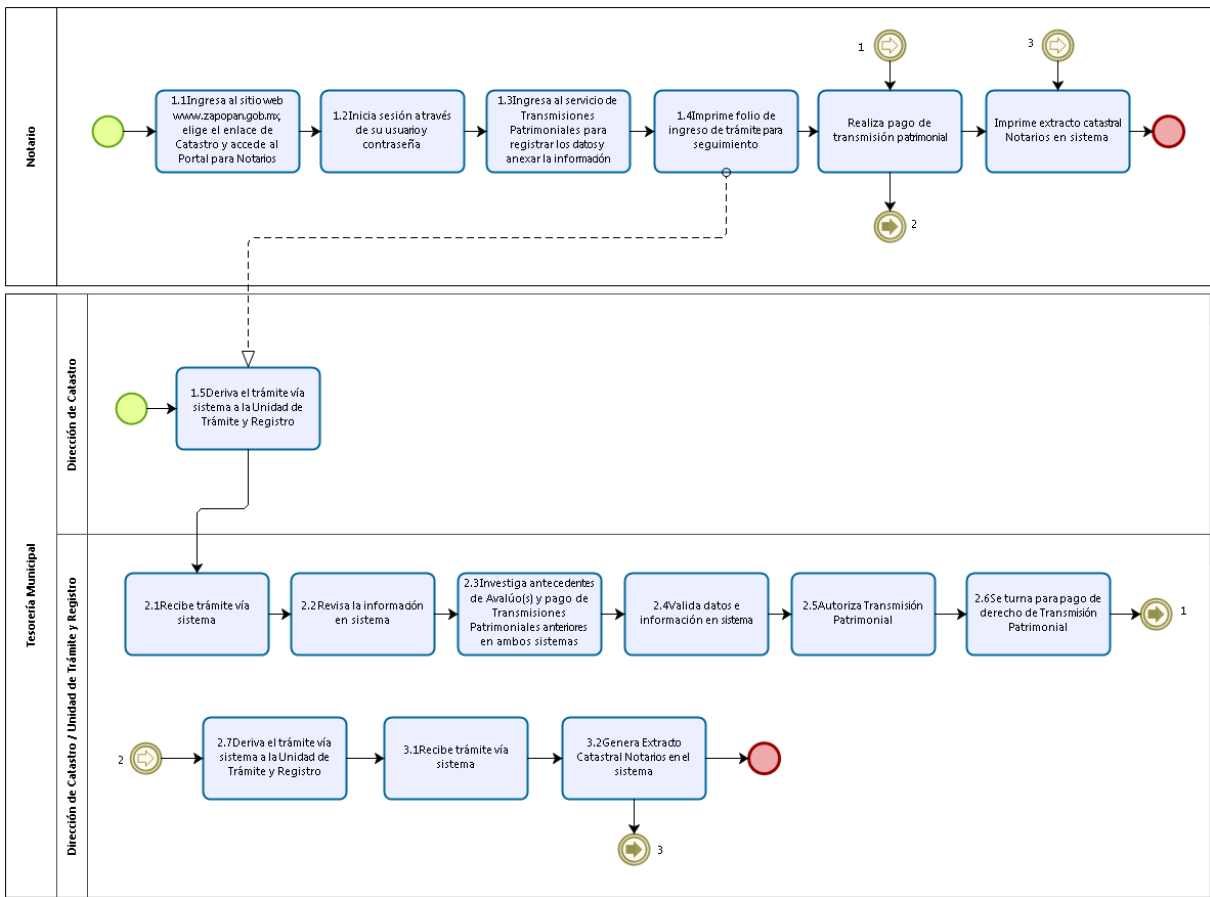 Notario
1.1Ingresa al sitio web
www.zapopan.gob.mx,
elige el enlace de
Catastro y accede al
Portal para Notarios
1.2Inicia sesión através
de su usuario y
contraseña
1.3Ingresa al servicio de
Transmisiones
Patrimoniales para
registrar los datos y
anexar la información
1.4Imprime folio de
ingreso de trámite para
seguimiento
1
Realiza pago de
transmisión patrimonial
2
3
Imprime extracto catastral
Notarios en sistema
Tesorería Municipal
Dirección de Catastro
1.5Deriva el trámite vía
sistema a la Unidad de
Trámite y Registro
Dirección de Catastro / Unidad de Trámite y Registro
2.1Recibe trámite vía
sistema
2.2Revisa la información
en sistema
2.3Investiga antecedentes
de Avalúo(s) y pago de
Transmisiones
Patrimoniales anteriores
en ambos sistemas
2.4Valida datos e
información en sistema
2.5Autoriza Transmisión
Patrimonial
2.6Se turna para pago de
derecho de Transmisión
Patrimonial
1
2
2.7Deriva el trámite vía
sistema a la Unidad de
Trámite y Registro
3.1Recibe trámite vía
sistema
3.2Genera Extracto
Catastral Notarios en el
sistema
3